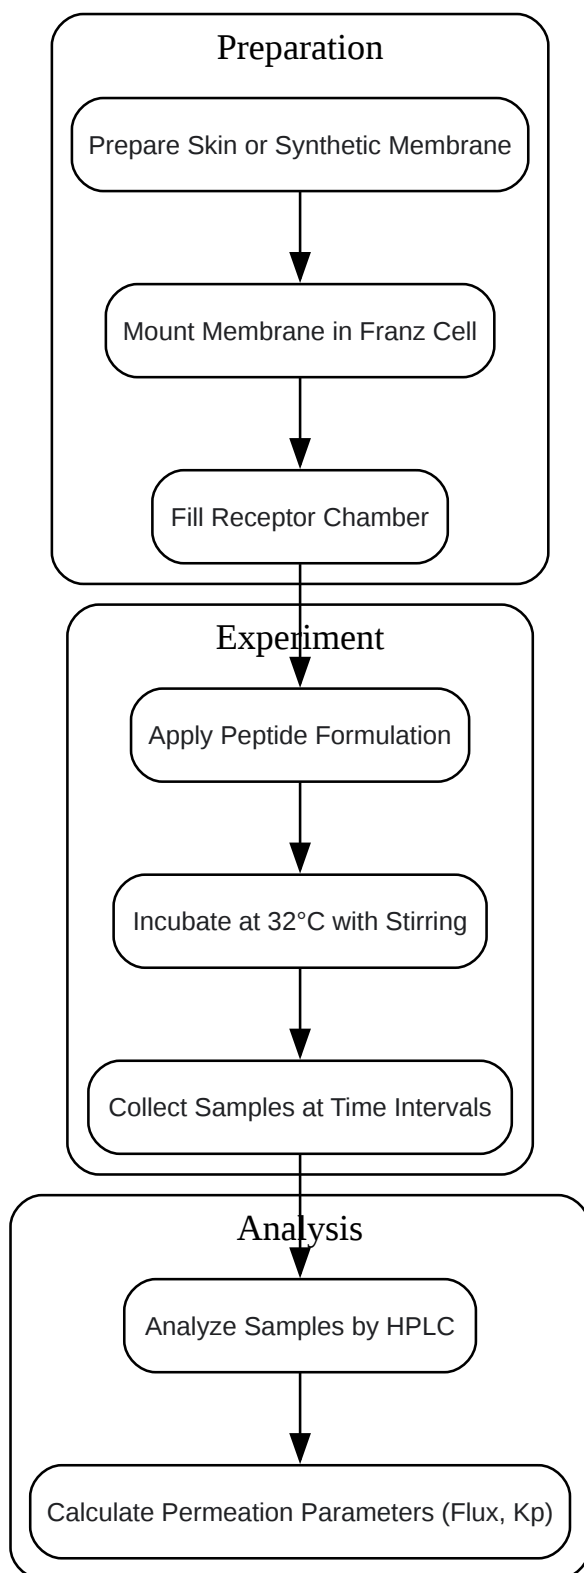 Preparation
Prepare Skin or Synthetic Membrane
Mount Membrane in Franz Cell
Fill Receptor Chamber
Experiment
Apply Peptide Formulation
Incubate at 32°C with Stirring
Collect Samples at Time Intervals
Analysis
Analyze Samples by HPLC
Calculate Permeation Parameters (Flux, Kp)